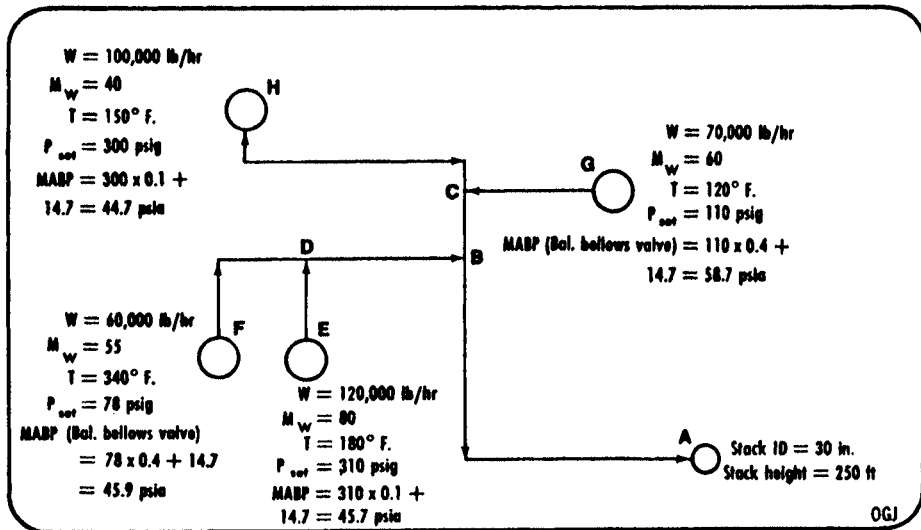 W = 100,000 lb/hr
M_W = 40
T = 150° F.
P_set = 300 psig
MABP = 300 x 0.1 +
14.7 = 44.7 psia
H
W = 70,000 lb/hr
M_W = 60
T = 120° F.
P_set = 110 psig
MABP (Bal. bellows valve) = 110 x 0.4 +
14.7 = 58.7 psia
G
C
D
B
W = 60,000 lb/hr
M_W = 55
T = 340° F.
P_set = 78 psig
MABP (Bal. bellows valve)
= 78 x 0.4 + 14.7
= 45.9 psia
F
E
W = 120,000 lb/hr
M_W = 80
T = 180° F.
P_set = 310 psig
MABP = 310 x 0.1 +
14.7 = 45.7 psia
A
Stack ID = 30 in.
Stack height = 250 ft
OGJ